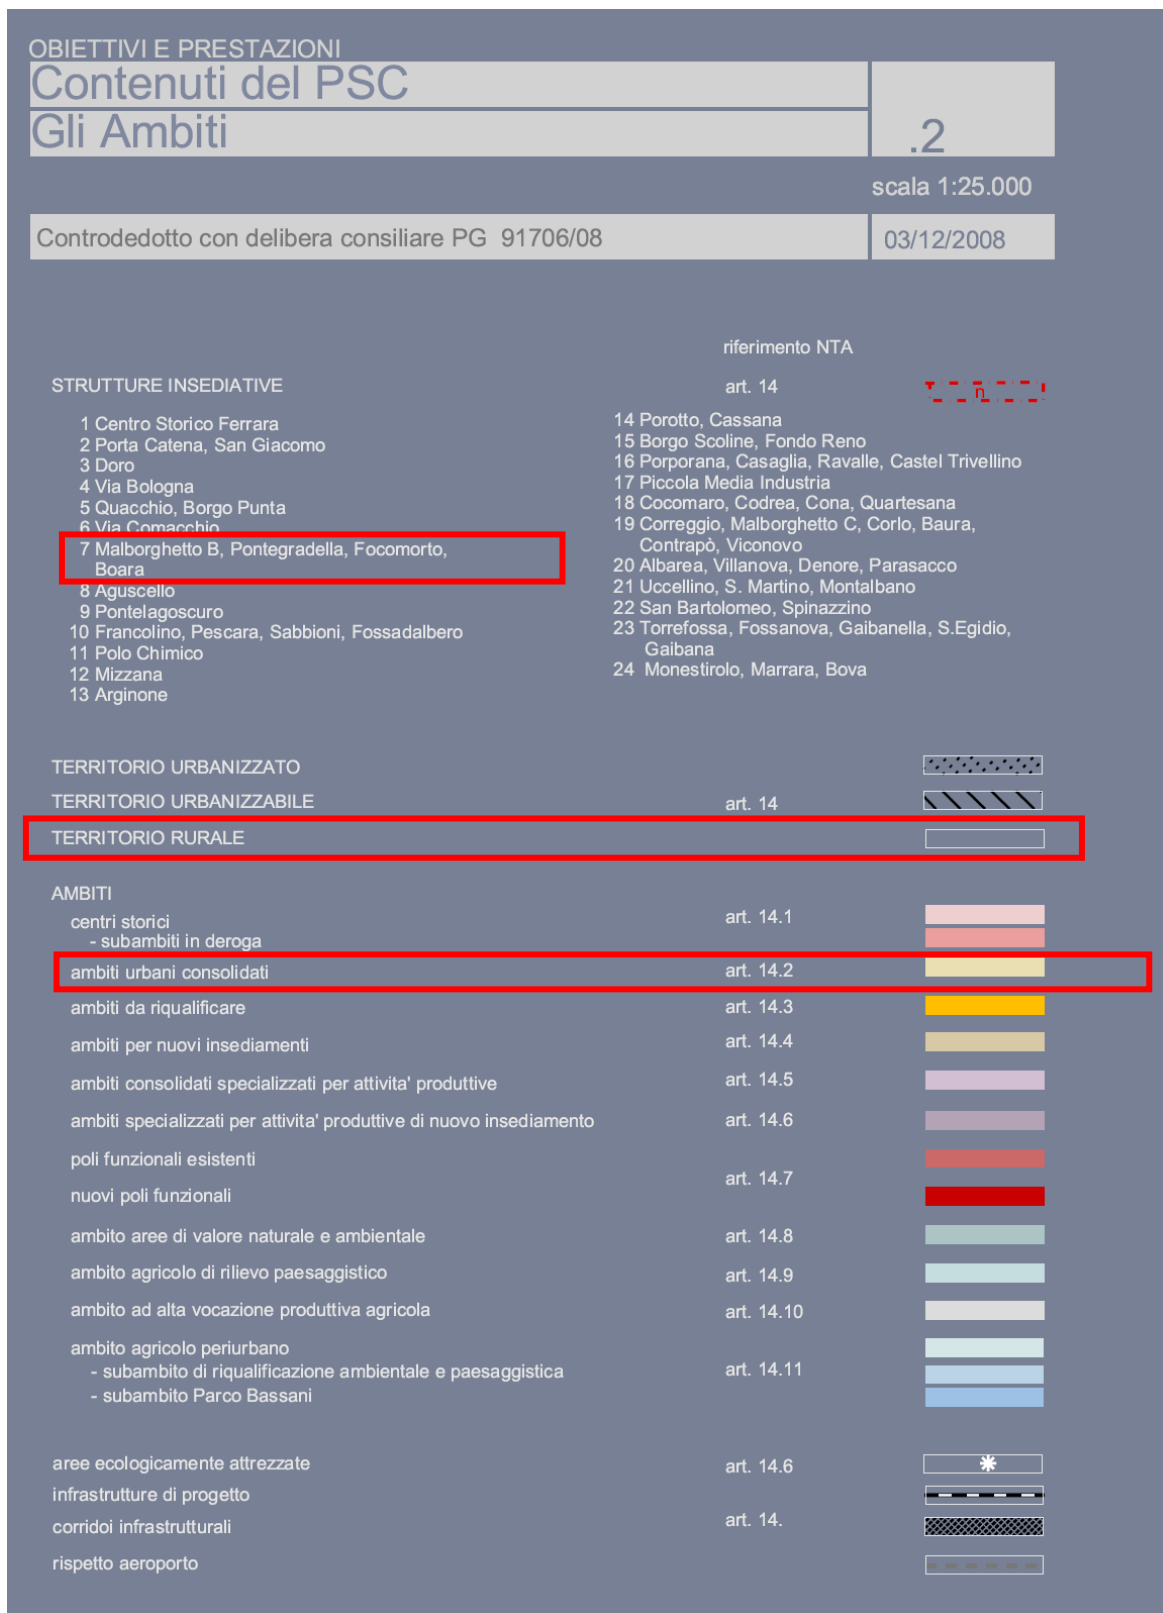 OBIETTIVI E PRESTAZIONI
Contenuti del PSC
Gli Ambiti
.2
scala 1:25.000
Controdedotto con delibera consiliare PG 91706/08
03/12/2008
riferimento NTA
STRUTTURE INSEDIATIVE
art. 14
n
1 Centro Storico Ferrara
2 Porta Catena, San Giacomo
3 Doro
4 Via Bologna
5 Quacchio, Borgo Punta
6 Via Comacchio
7 Malborghetto B, Pontegradella, Focomorto,
Boara
8 Aguscello
9 Pontelagoscuro
10 Francolino, Pescara, Sabbioni, Fossadalbero
11 Polo Chimico
12 Mizzana
13 Arginone
14 Porotto, Cassana
15 Borgo Scoline, Fondo Reno
16 Porporana, Casaglia, Ravalle, Castel Trivellino
17 Piccola Media Industria
18 Cocomaro, Codrea, Cona, Quartesana
19 Correggio, Malborghetto C, Corlo, Baura,
Contrapò, Viconovo
20 Albarea, Villanova, Denore, Parasacco
21 Uccellino, S. Martino, Montalbano
22 San Bartolomeo, Spinazzino
23 Torrefossa, Fossanova, Gaibanella, S.Egidio,
Gaibana
24 Monestirolo, Marrara, Bova
TERRITORIO URBANIZZATO
TERRITORIO URBANIZZABILE
art. 14
TERRITORIO RURALE
AMBITI
centri storici
art. 14.1
- subambiti in deroga
ambiti urbani consolidati
art. 14.2
ambiti da riqualificare
art. 14.3
ambiti per nuovi insediamenti
art. 14.4
ambiti consolidati specializzati per attivita' produttive
art. 14.5
ambiti specializzati per attivita' produttive di nuovo insediamento
art. 14.6
poli funzionali esistenti
art. 14.7
nuovi poli funzionali
ambito aree di valore naturale e ambientale
art. 14.8
ambito agricolo di rilievo paesaggistico
art. 14.9
ambito ad alta vocazione produttiva agricola
art. 14.10
ambito agricolo periurbano
- subambito di riqualificazione ambientale e paesaggistica
art. 14.11
- subambito Parco Bassani
aree ecologicamente attrezzate
art. 14.6
infrastrutture di progetto
corridoi infrastrutturali
art. 14.
rispetto aeroporto